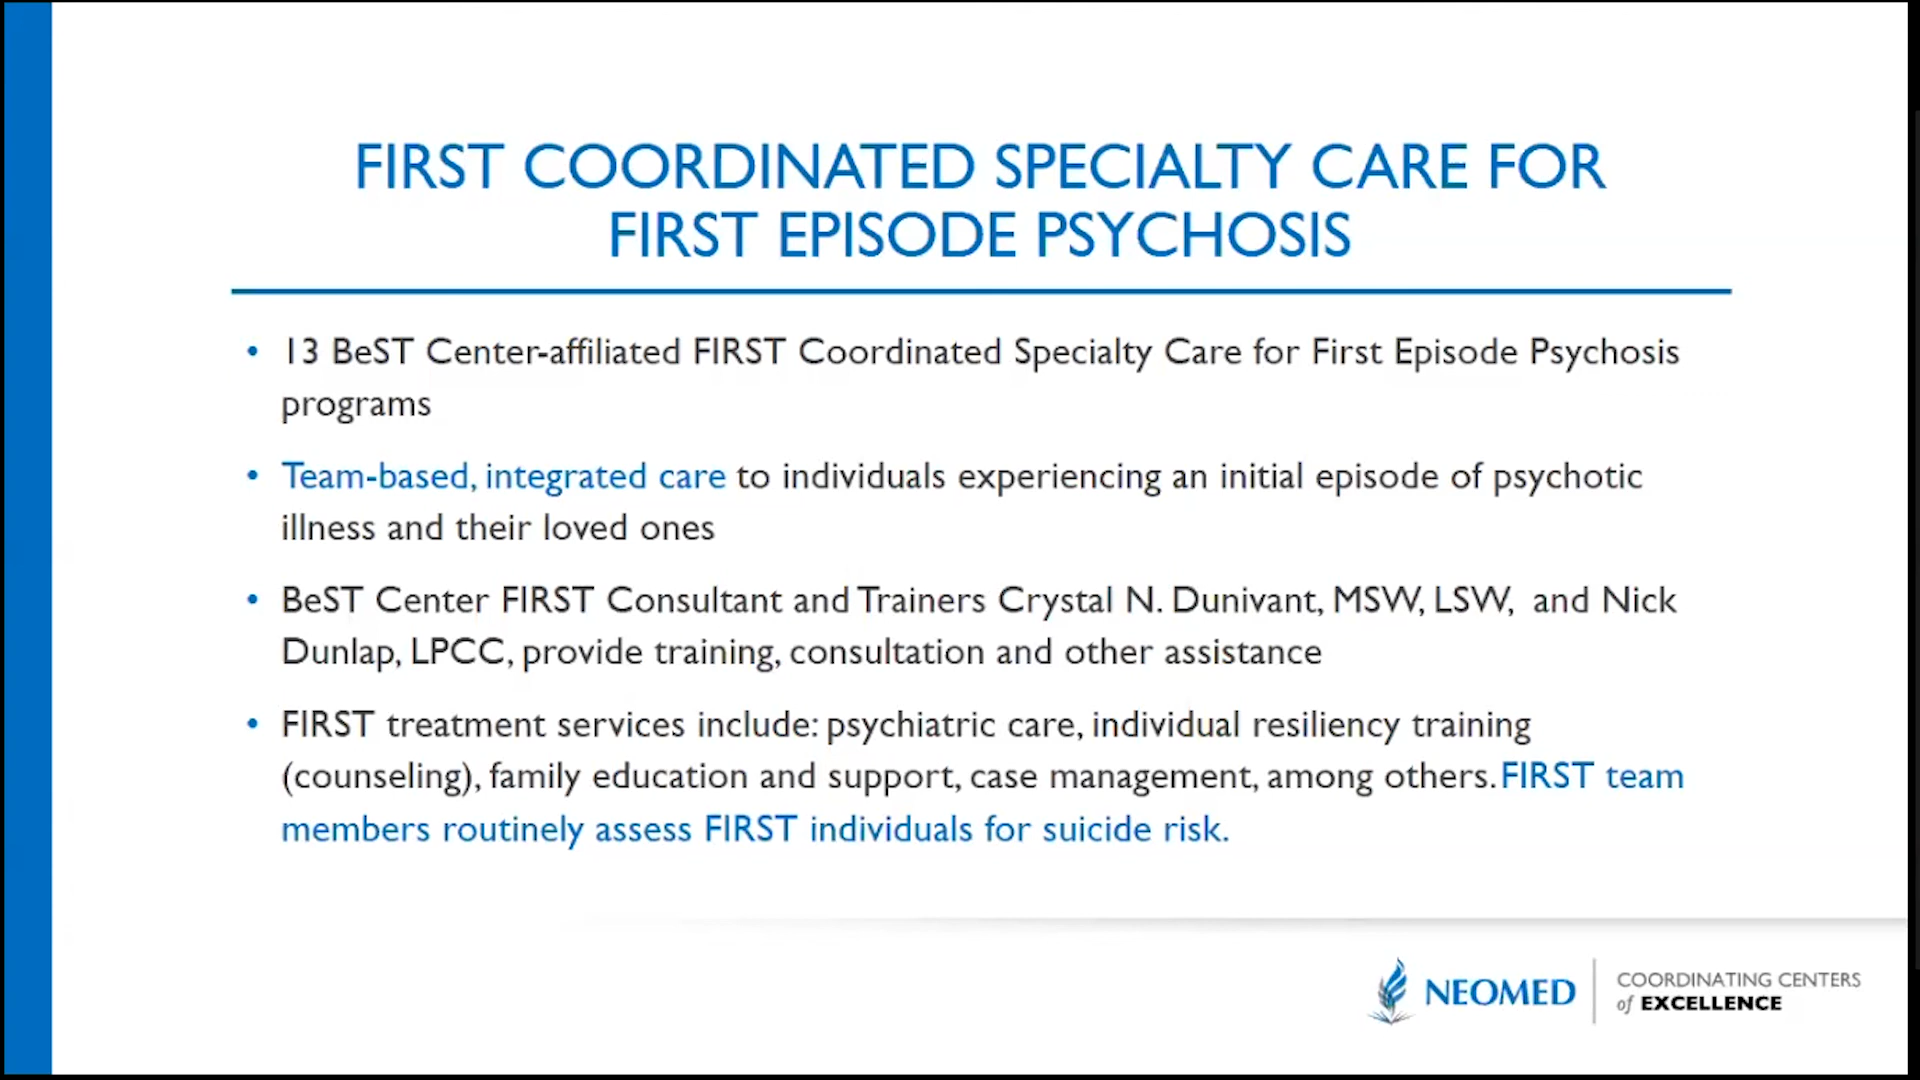 FIRST COORDINATED SPECIALTY CARE FOR
FIRST EPISODE PSYCHOSIS
• 13 BeST Center-affiliated FIRST Coordinated Specialty Care for First Episode Psychosis
programs
• Team-based, integrated care to individuals experiencing an initial episode of psychotic
illness and their loved ones
• BeST Center FIRST Consultant and Trainers Crystal N. Dunivant, MSW, LSW, and Nick
Dunlap, LPCC, provide training, consultation and other assistance
• FIRST treatment services include: psychiatric care, individual resiliency training
(counseling), family education and support, case management, among others. FIRST team
members routinely assess FIRST individuals for suicide risk.
NEOMED
COORDINATING CENTERS
of EXCELLENCE